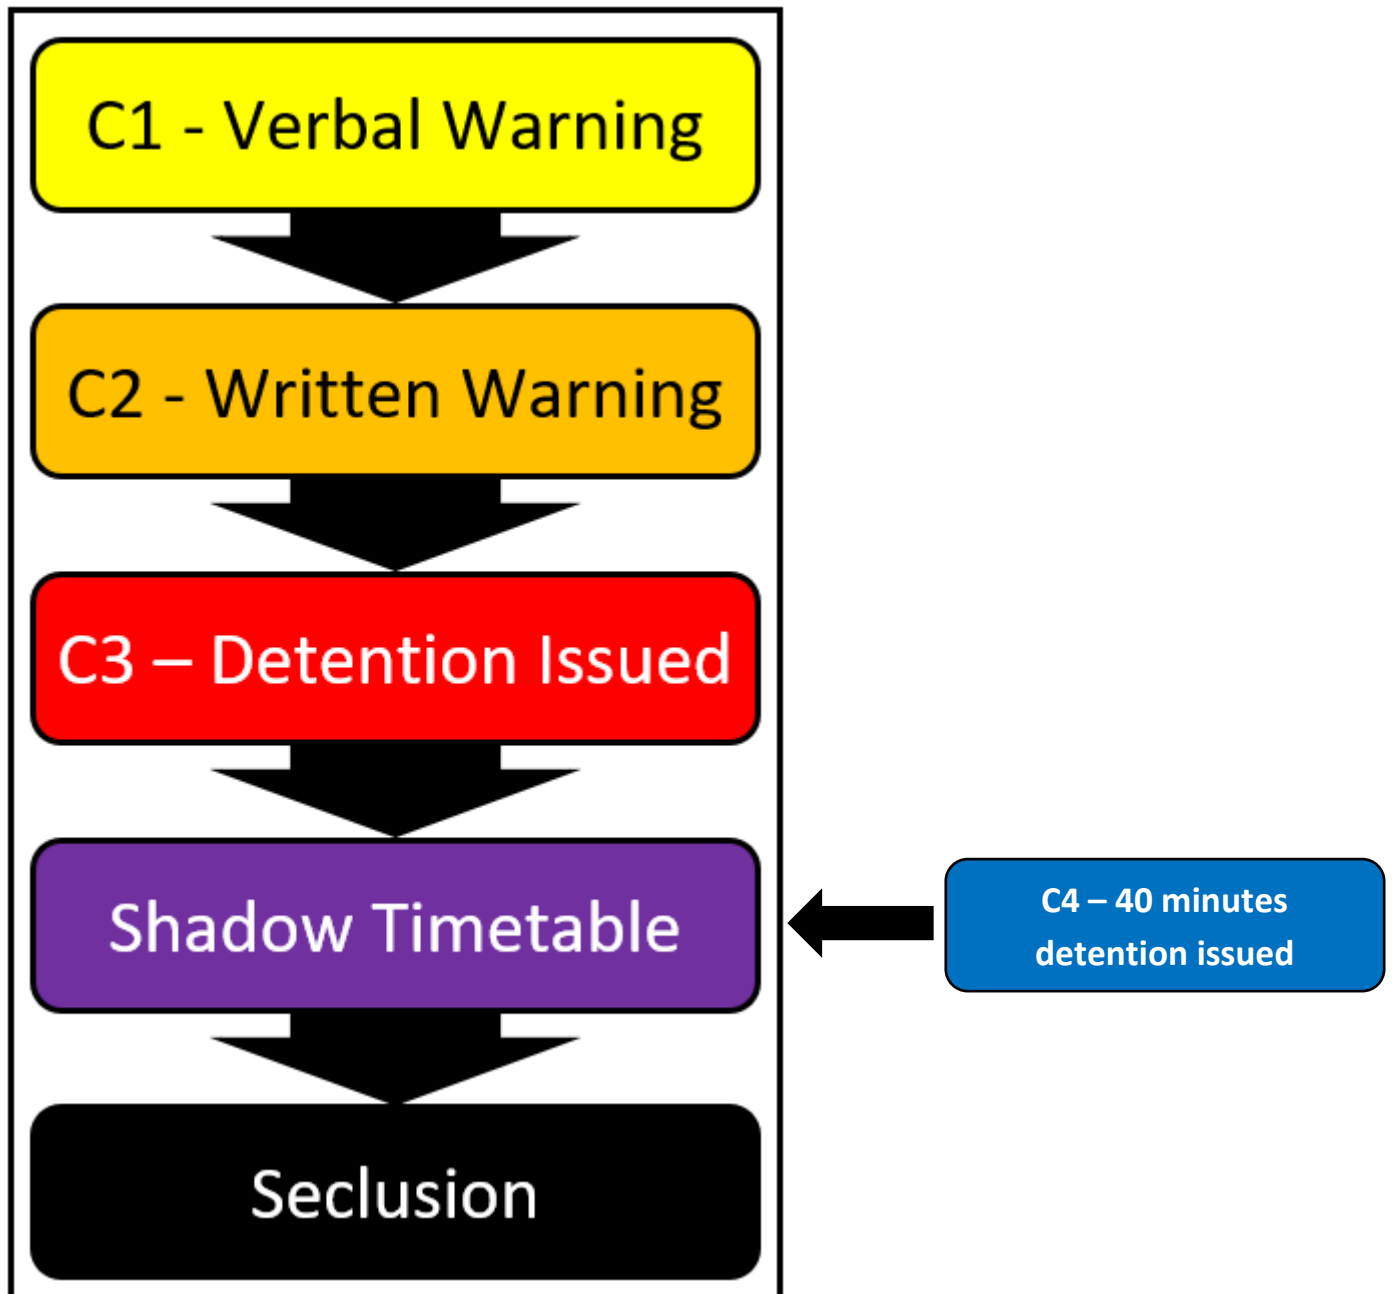 C1 - Verbal Warning
C2 - Written Warning
C3 – Detention Issued
Shadow Timetable
C4 – 40 minutes
detention issued
Seclusion